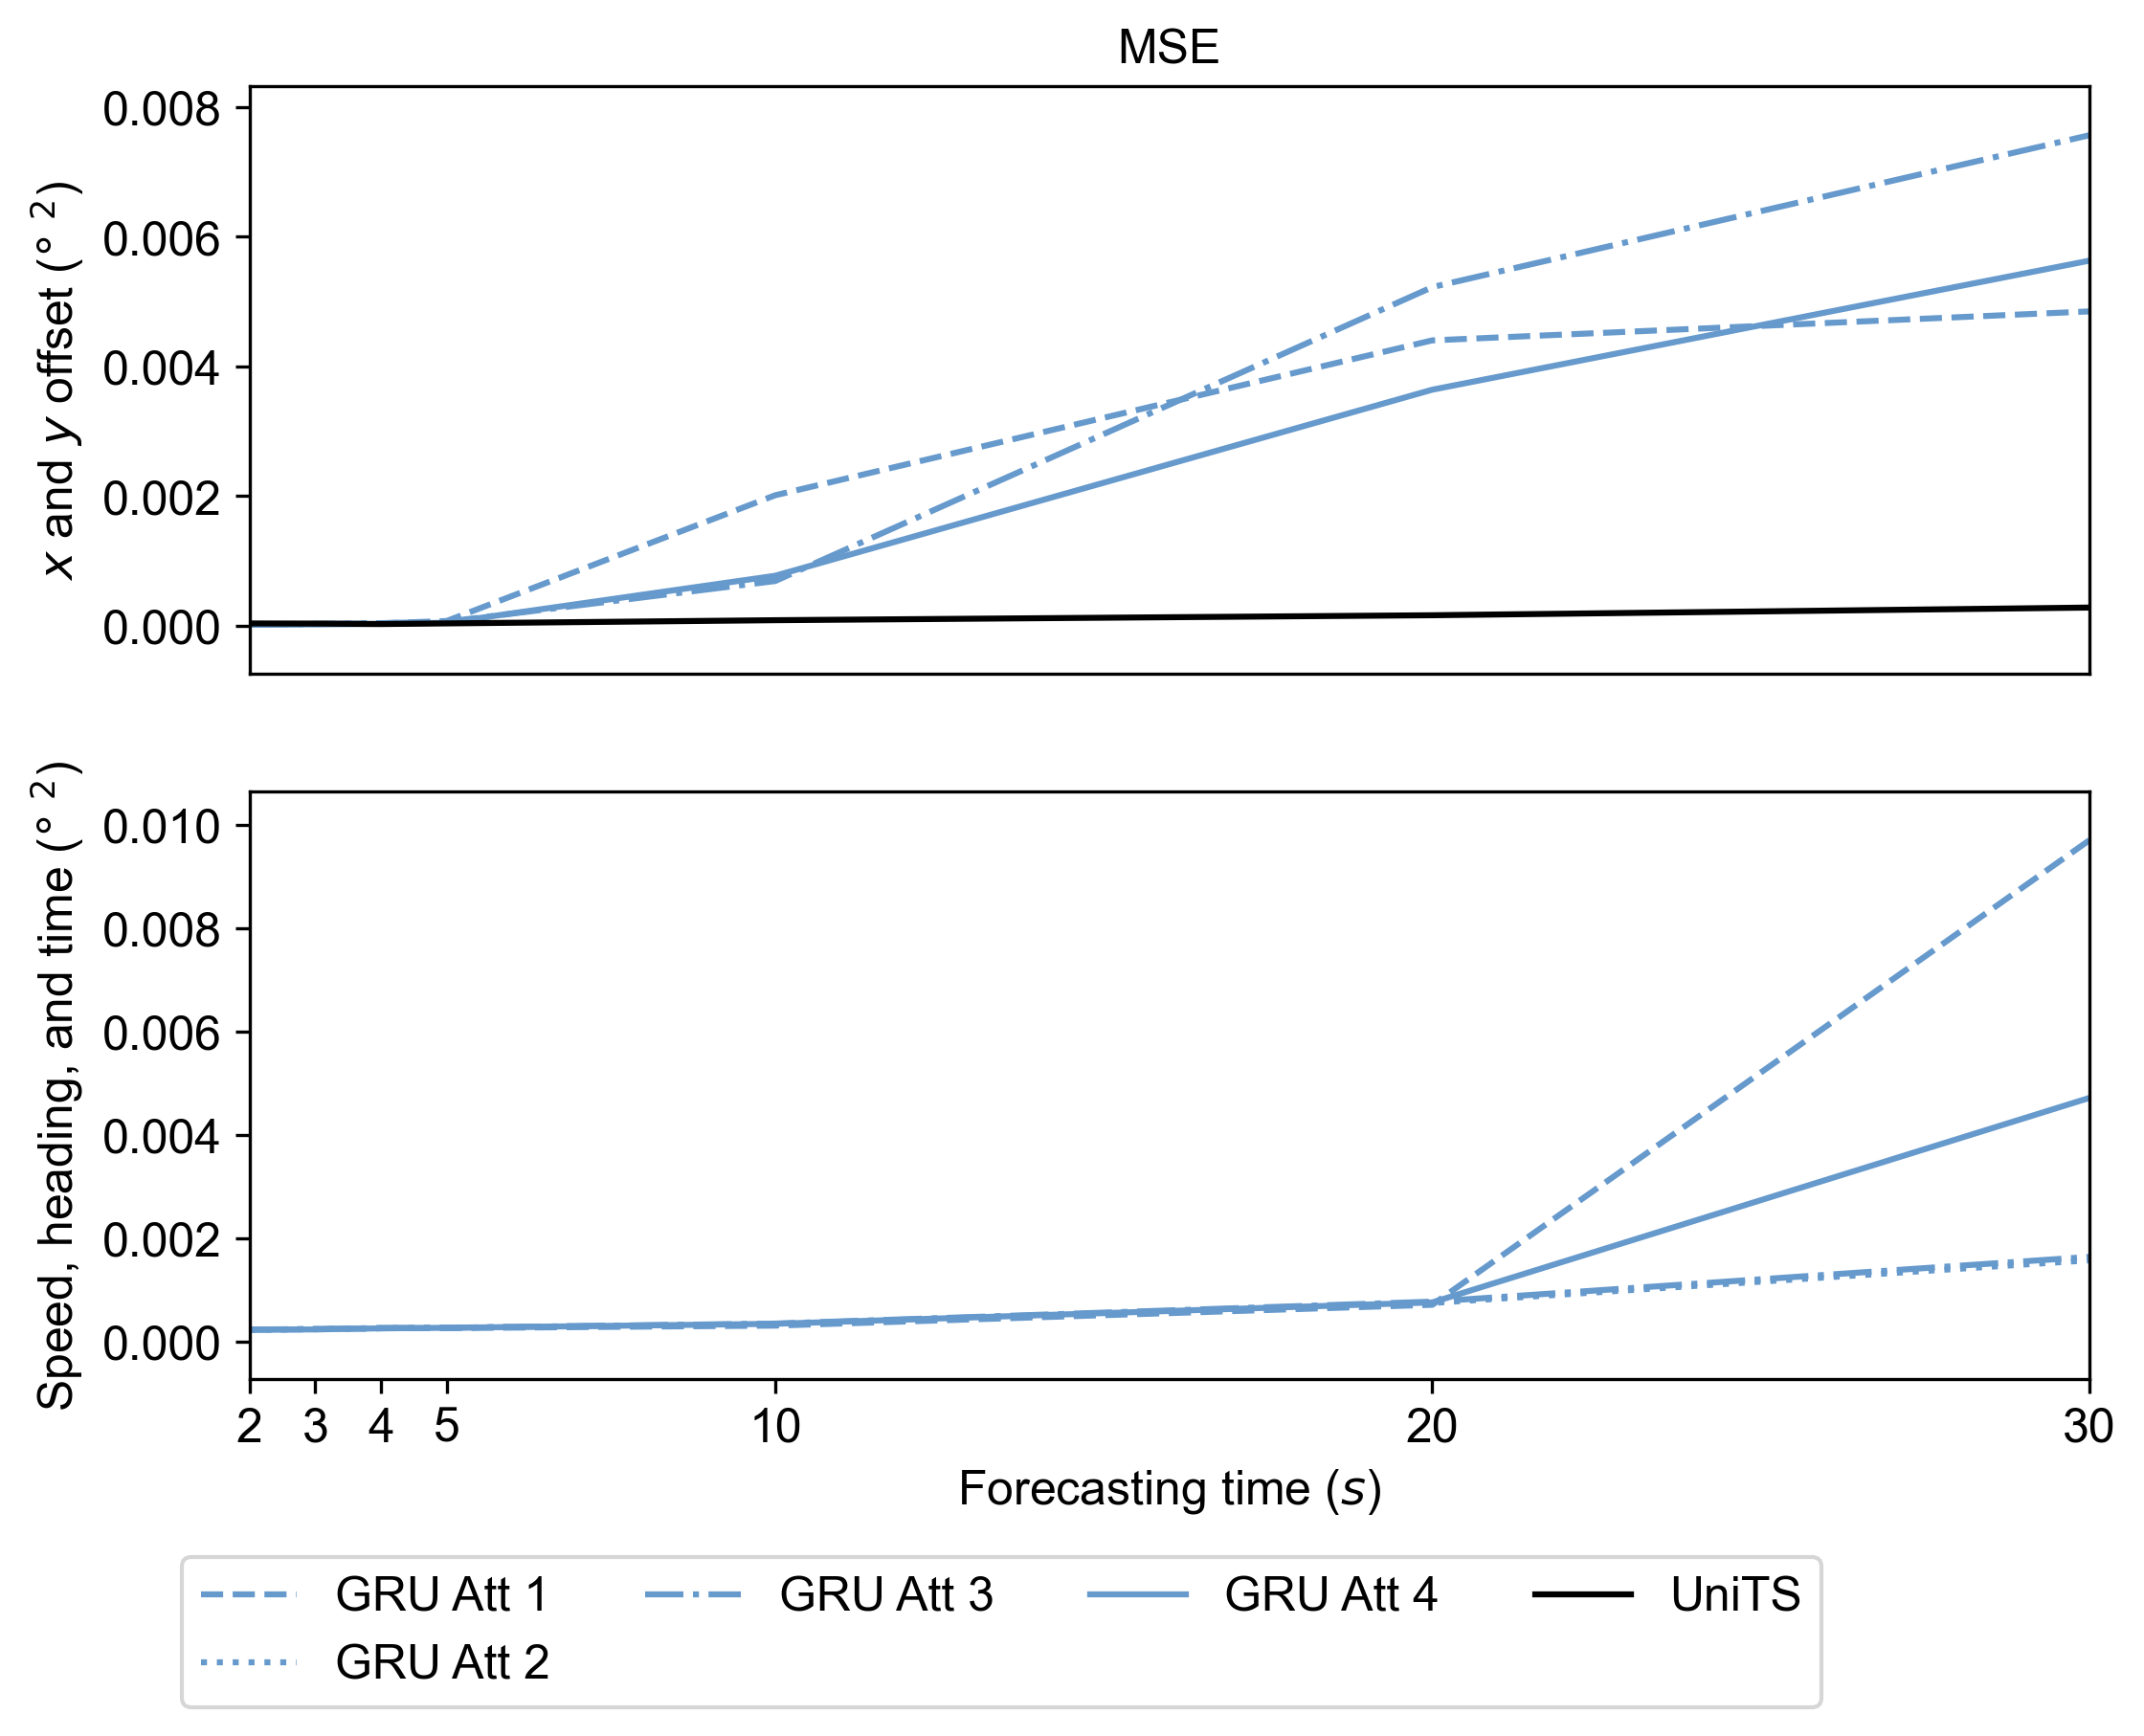 MSE
0.008
0.006
0.004
0.002
0.000
x and y offset (° ²)
0.010
0.008
0.006
0.004
0.002
0.000
Speed, heading, and time (° ²)
2 3 4 5 10 20 30
Forecasting time (s)
GRU Att 1 GRU Att 3 GRU Att 4 UniTS
GRU Att 2